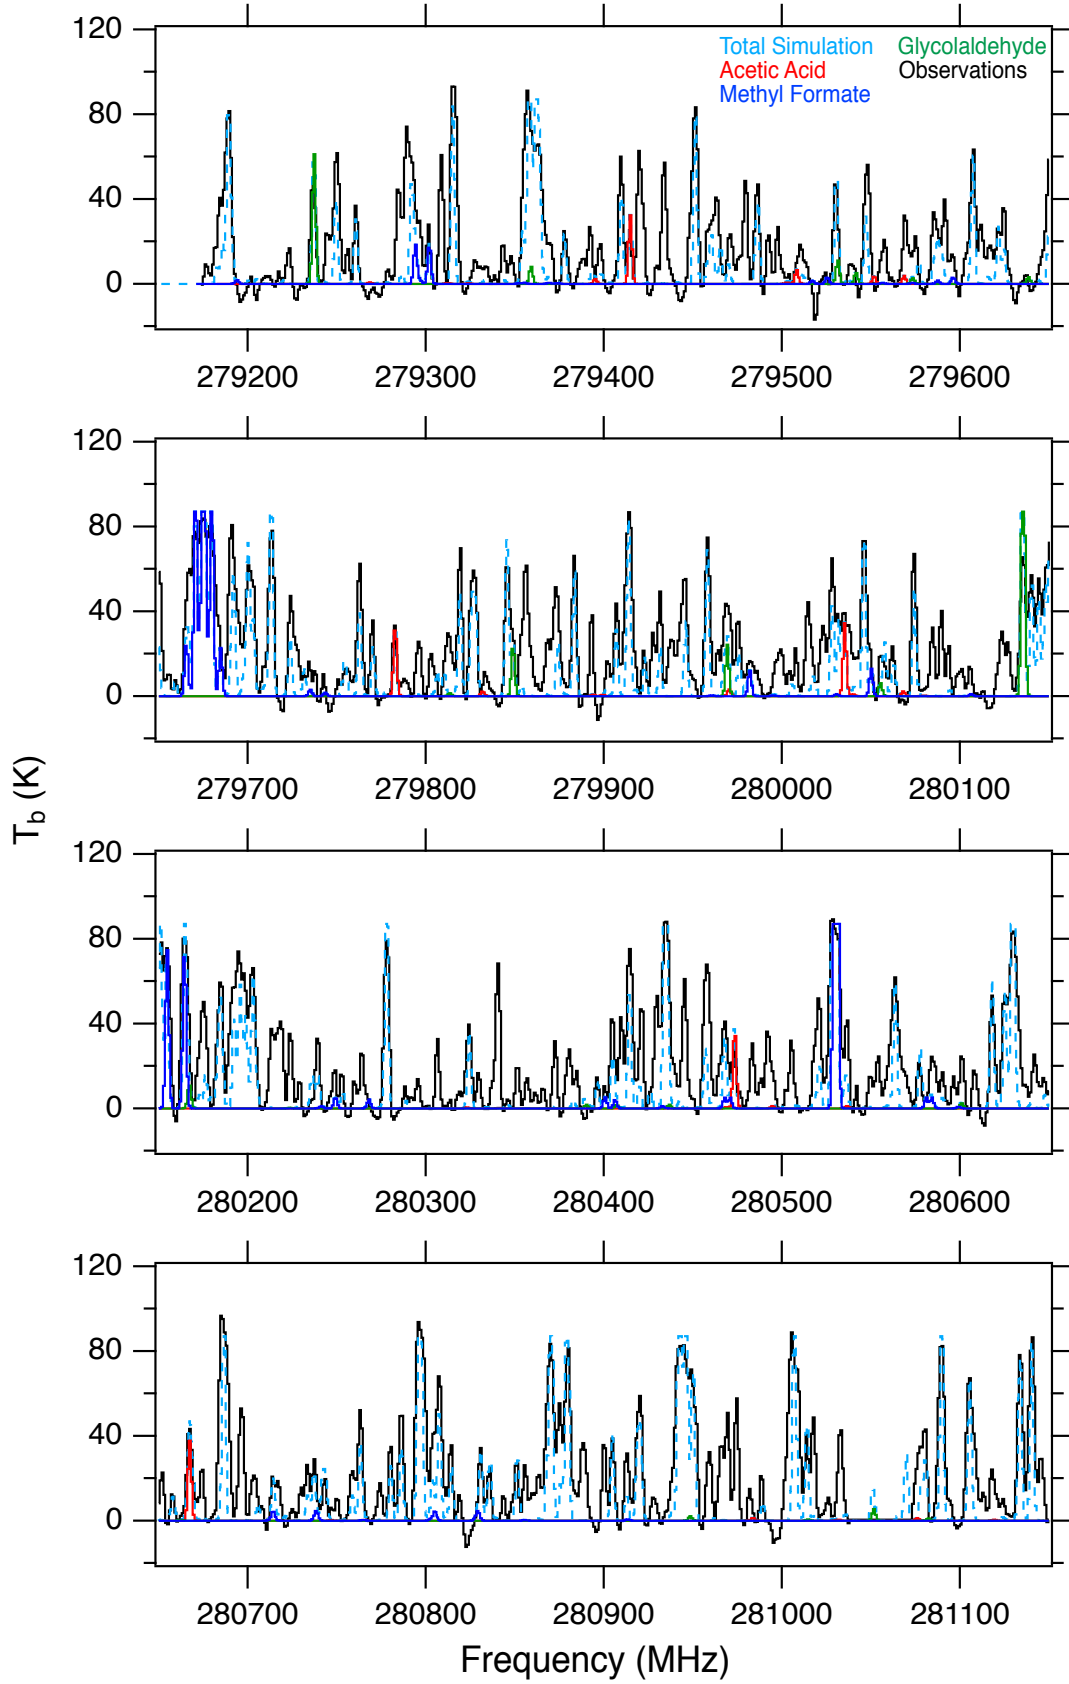 120
Total Simulation Glycolaldehyde
Acetic Acid Observations
Methyl Formate
80
40
0
279200 279300 279400 279500 279600
120
80
40
0
279700 279800 279900 280000 280100
T_b (K)
120
80
40
0
280200 280300 280400 280500 280600
120
80
40
0
280700 280800 280900 281000 281100
Frequency (MHz)